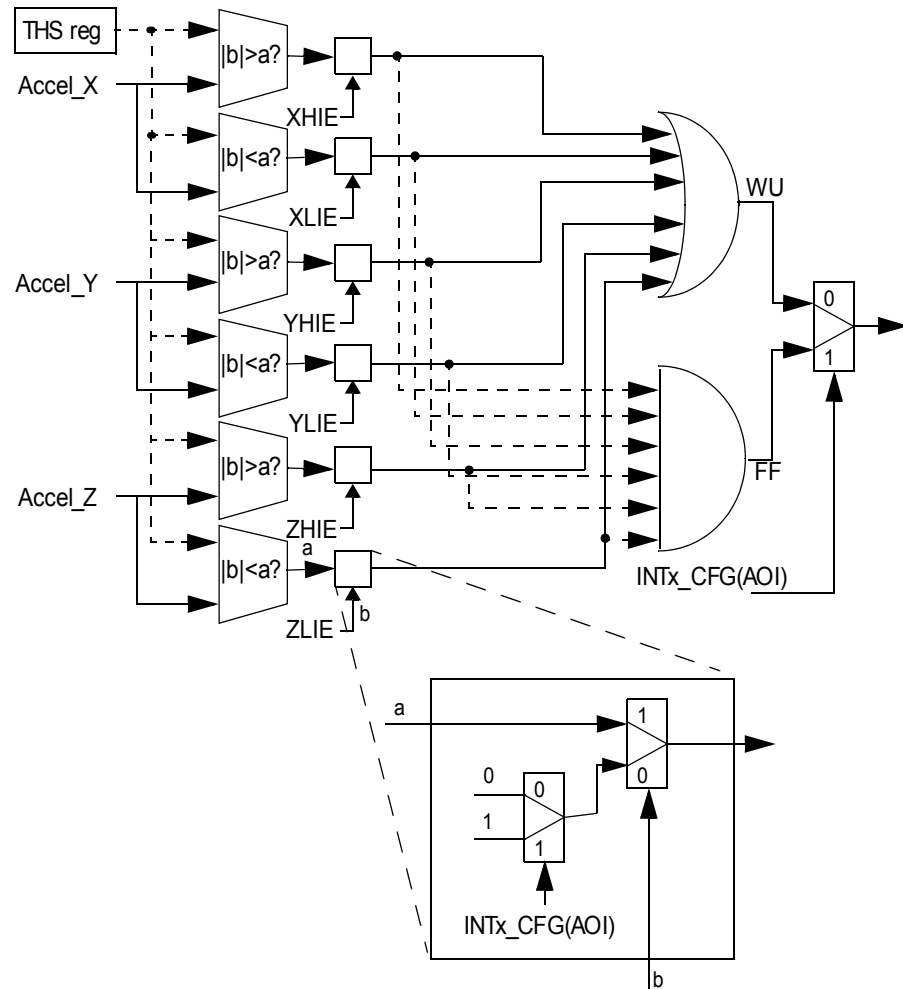 THS reg
|b|>a?
Accel_X
XHIE
|b|<a?
XLIE
WU
|b|>a?
Accel_Y
YHIE
0
1
|b|<a?
YLIE
|b|>a?
FF
Accel_Z
ZHIE
a
|b|<a?
INTx_CFG(AOI)
b
ZLIE
a
1
0
0
0
1
1
INTx_CFG(AOI)
b